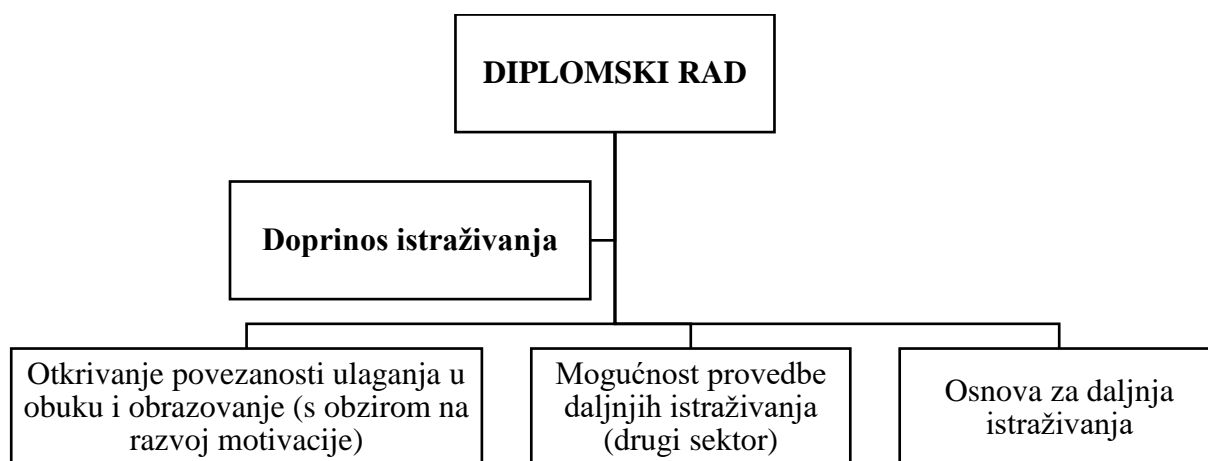 DIPLOMSKI RAD
Doprinos istraživanja
Otkrivanje povezanosti ulaganja u
obuku i obrazovanje (s obzirom na
razvoj motivacije)
Mogućnost provedbe
daljnjih istraživanja
(drugi sektor)
Osnova za daljnja
istraživanja